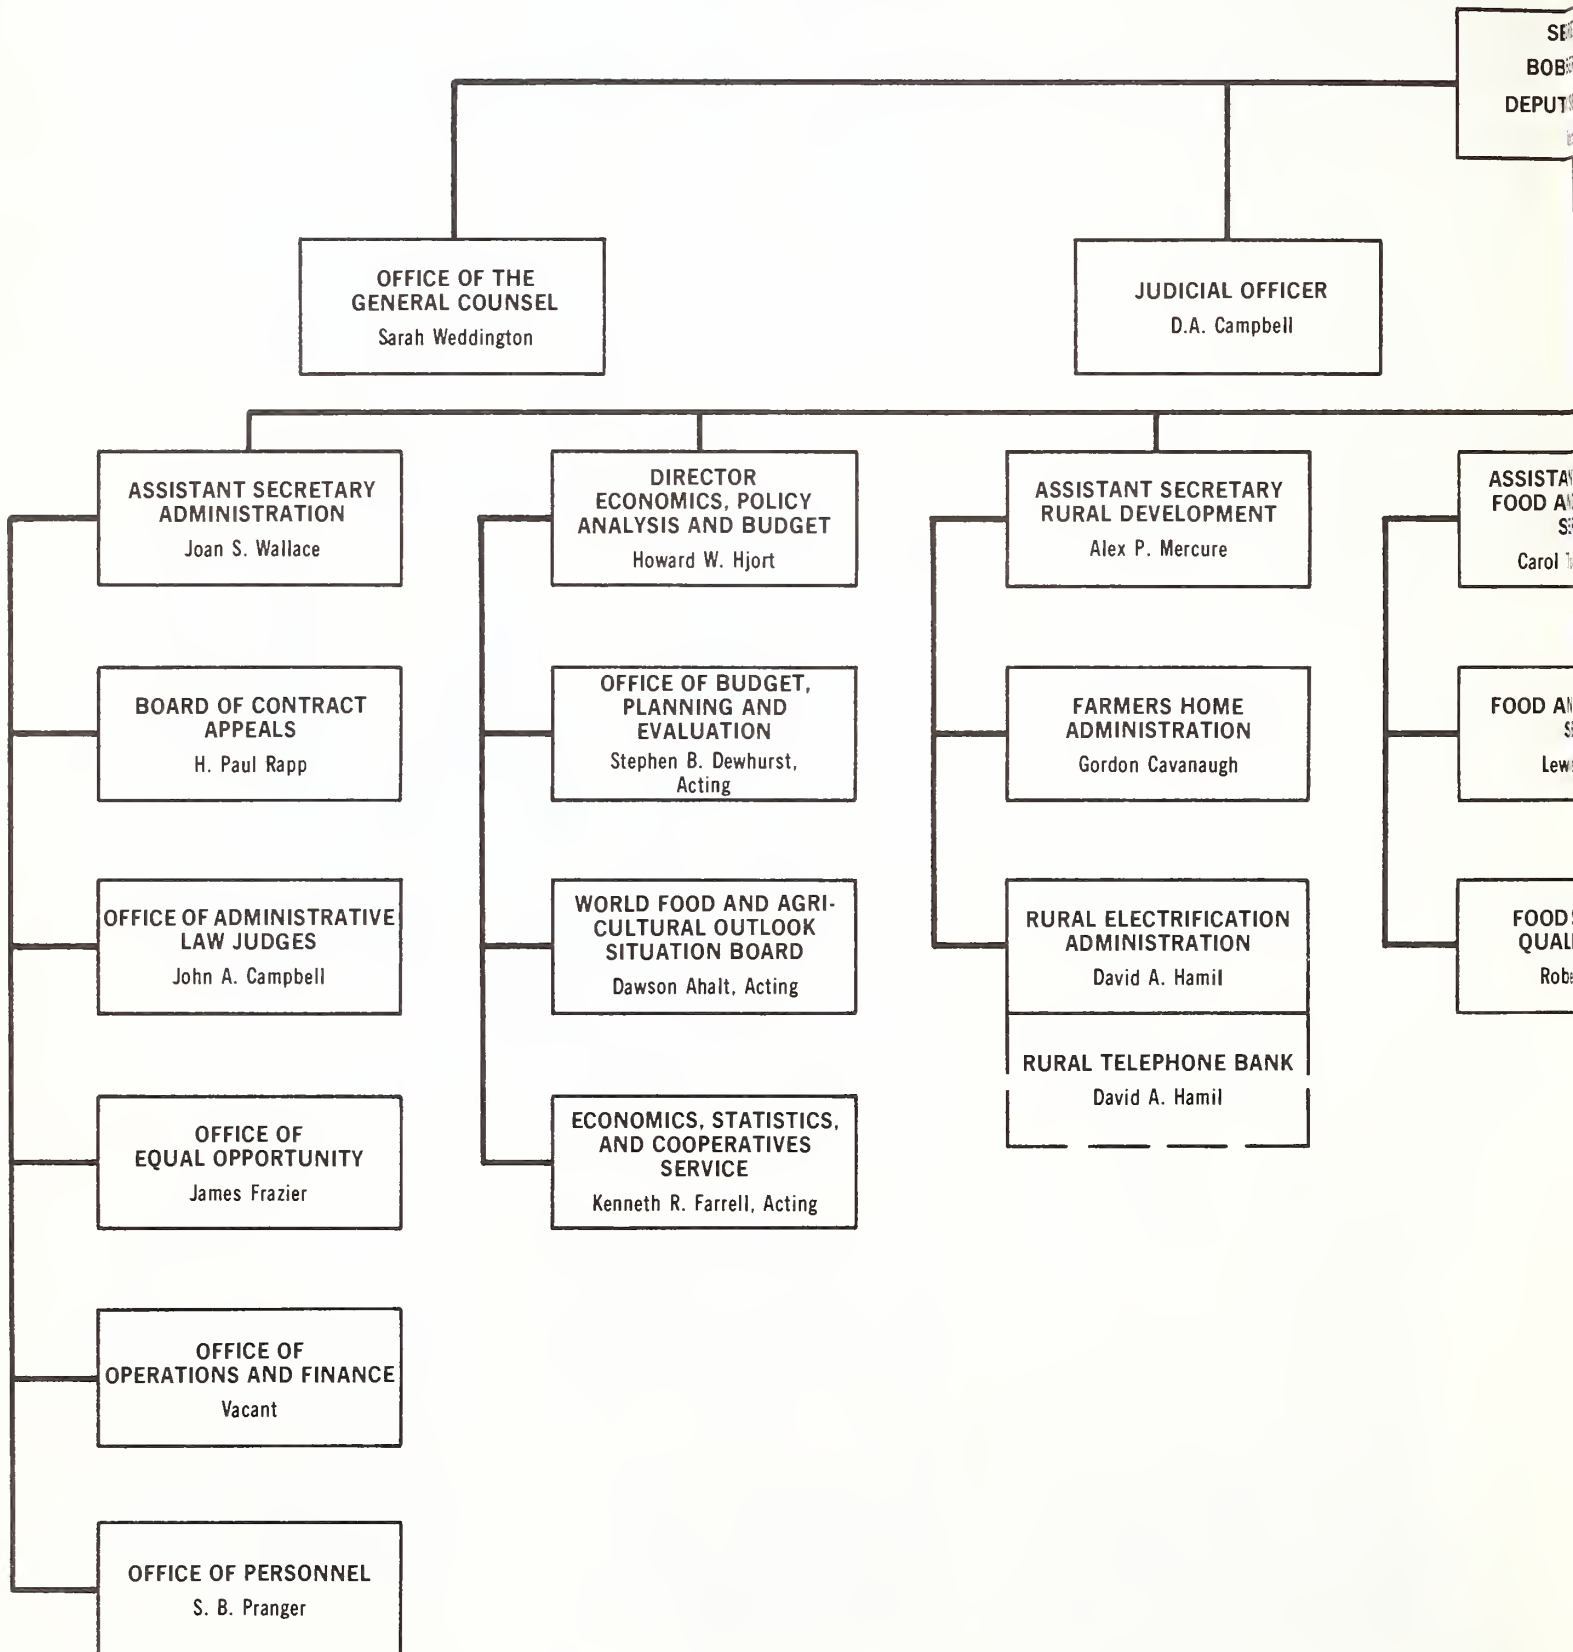 BOB
OFFICE OF THE
GENERAL COUNSEL
Sarah Weddington
JUDICIAL OFFICER
D.A. Campbell
ASSISTANT SECRETARY
ADMINISTRATION
Joan S. Wallace
BOARD OF CONTRACT
APPEALS
H. Paul Rapp
OFFICE OF ADMINISTRATIVE
LAW JUDGES
John A. Campbell
OFFICE OF
EQUAL OPPORTUNITY
James Frazier
OFFICE OF
OPERATIONS AND FINANCE
Vacant
OFFICE OF PERSONNEL
S. B. Pranger
DIRECTOR
ECONOMICS, POLICY
ANALYSIS AND BUDGET
Howard W. Hjort
OFFICE OF BUDGET,
PLANNING AND
EVALUATION
Stephen B. Dewhurst,
Acting
WORLD FOOD AND AGRI-
CULTURAL OUTLOOK
SITUATION BOARD
Dawson Ahalt, Acting
ECONOMICS, STATISTICS,
AND COOPERATIVES
SERVICE
Kenneth R. Farrell, Acting
ASSISTANT SECRETARY
RURAL DEVELOPMENT
Alex P. Mercure
FARMERS HOME
ADMINISTRATION
Gordon Cavanaugh
RURAL ELECTRIFICATION
ADMINISTRATION
David A. Hamil
RURAL TELEPHONE BANK
David A. Hamil
FOOD
Carol
FOOD
FOOD